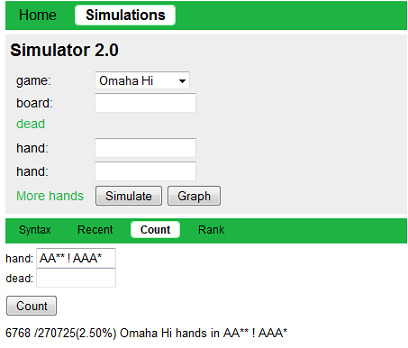 Home Simulations
Simulator 2.0
game: Omaha Hi
board:
dead
hand:
hand:
More hands Simulate Graph
Syntax Recent Count Rank
hand: AA** ! AAA*
dead:
Count
6768 /270725(2.50%) Omaha Hi hands in AA** ! AAA*